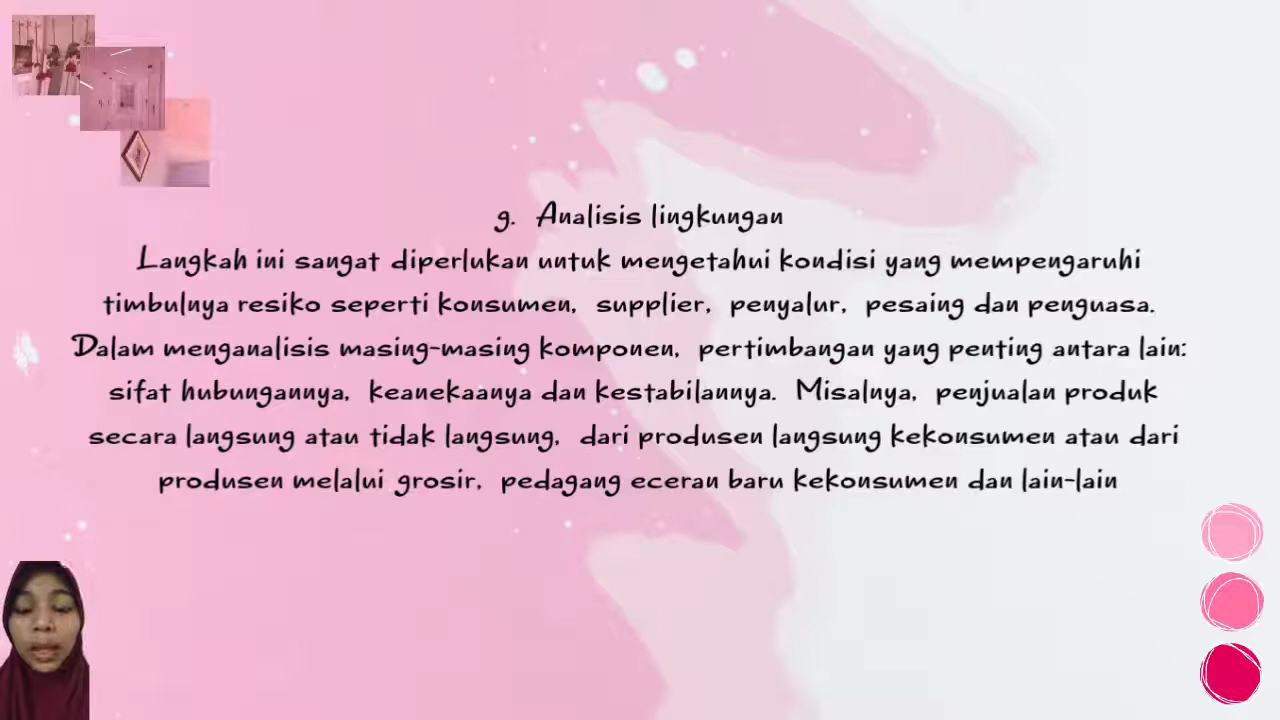 g. Analisis lingkungan
Langkah ini sangat diperlukan untuk mengetahui kondisi yang mempengaruhi
timbulnya resiko seperti konsumen, supplier, penyalur, pesaing dan penguasa.
Dalam menganalisis masing-masing komponen, pertimbangan yang penting antara lain:
sifat hubungannya, keanekaanya dan kestabilannya. Misalnya, penjualan produk
secara langsung atau tidak langsung, dari produsen langsung kekonsumen atau dari
produsen melalui grosir, pedagang eceran baru kekonsumen dan lain-lain